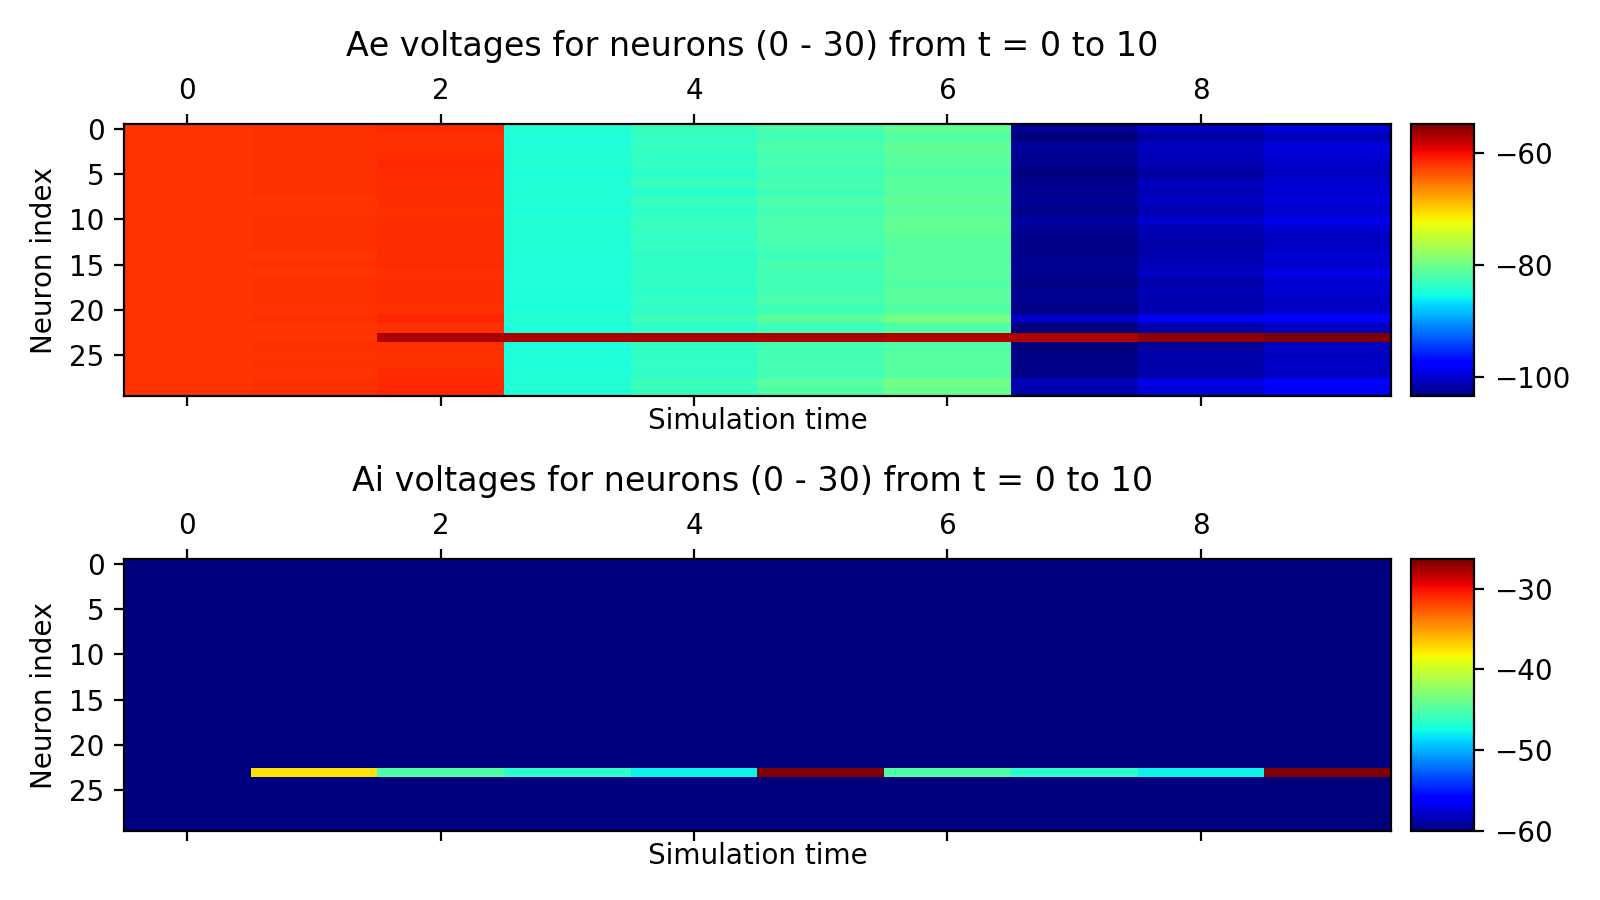 Ae voltages for neurons (0 - 30) from t = 0 to 10
0 2 4 6 8
0
5
10
15
20
25
Neuron index
Simulation time
−60
−80
−100
Ai voltages for neurons (0 - 30) from t = 0 to 10
0 2 4 6 8
0
5
10
15
20
25
Neuron index
Simulation time
−30
−40
−50
−60